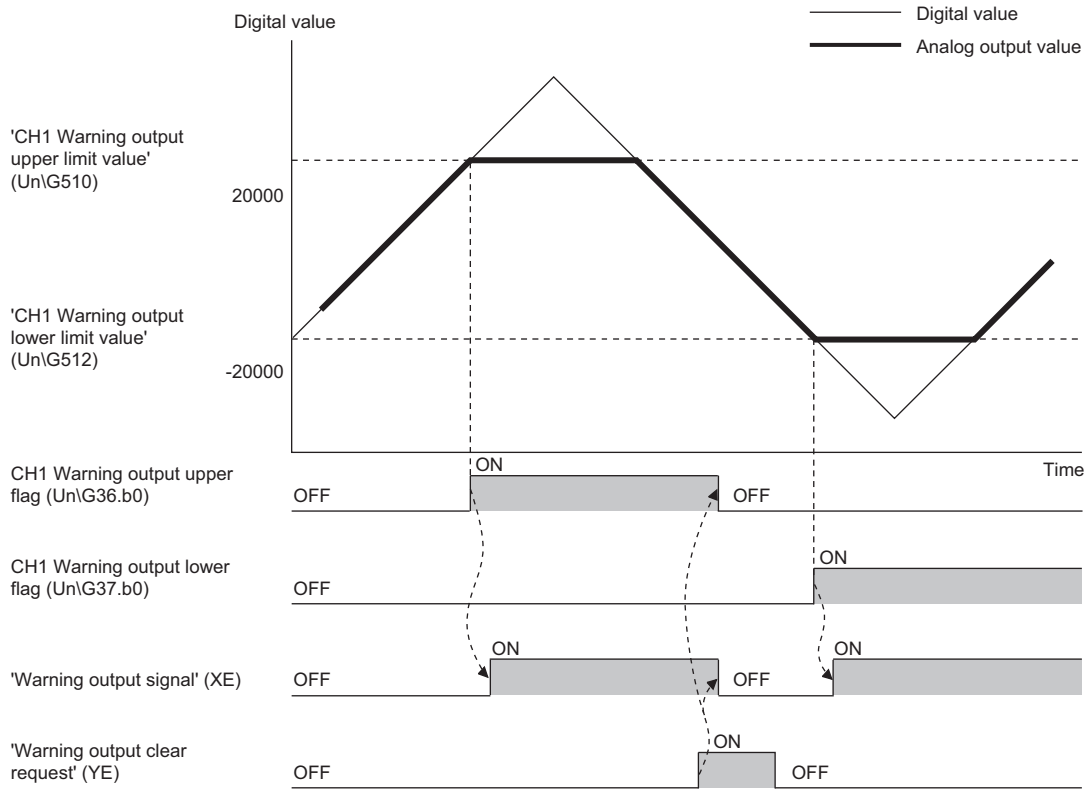 Digital value
Digital value
Analog output value
'CH1 Warning output
upper limit value'
(Un\G510)
20000
'CH1 Warning output
lower limit value'
(Un\G512)
-20000
Time
CH1 Warning output upper
flag (Un\G36.b0)
OFF
ON
OFF
CH1 Warning output lower
flag (Un\G37.b0)
OFF
ON
'Warning output signal' (XE)
OFF
ON
OFF
ON
'Warning output clear
request' (YE)
OFF
ON
OFF